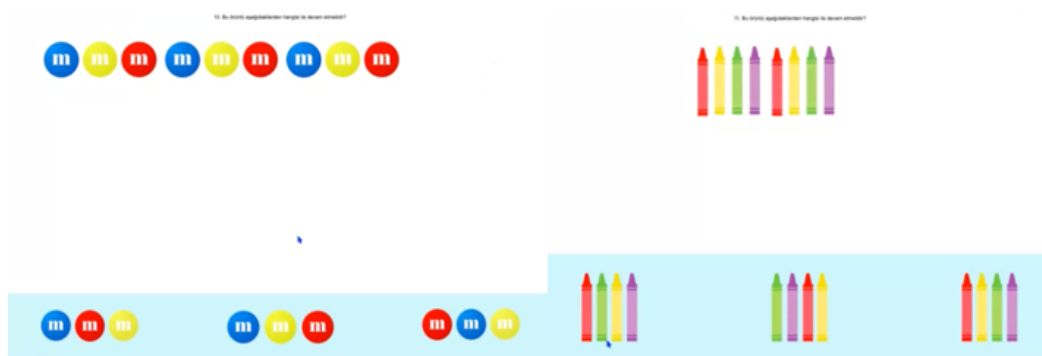 10. Bu örüntü aşağıdakilerden hangisi ile devam etmelidir?
m m m m m m m m m
m m m m m m m m m
11. Bu örüntü aşağıdakilerden hangisi ile devam etmelidir?